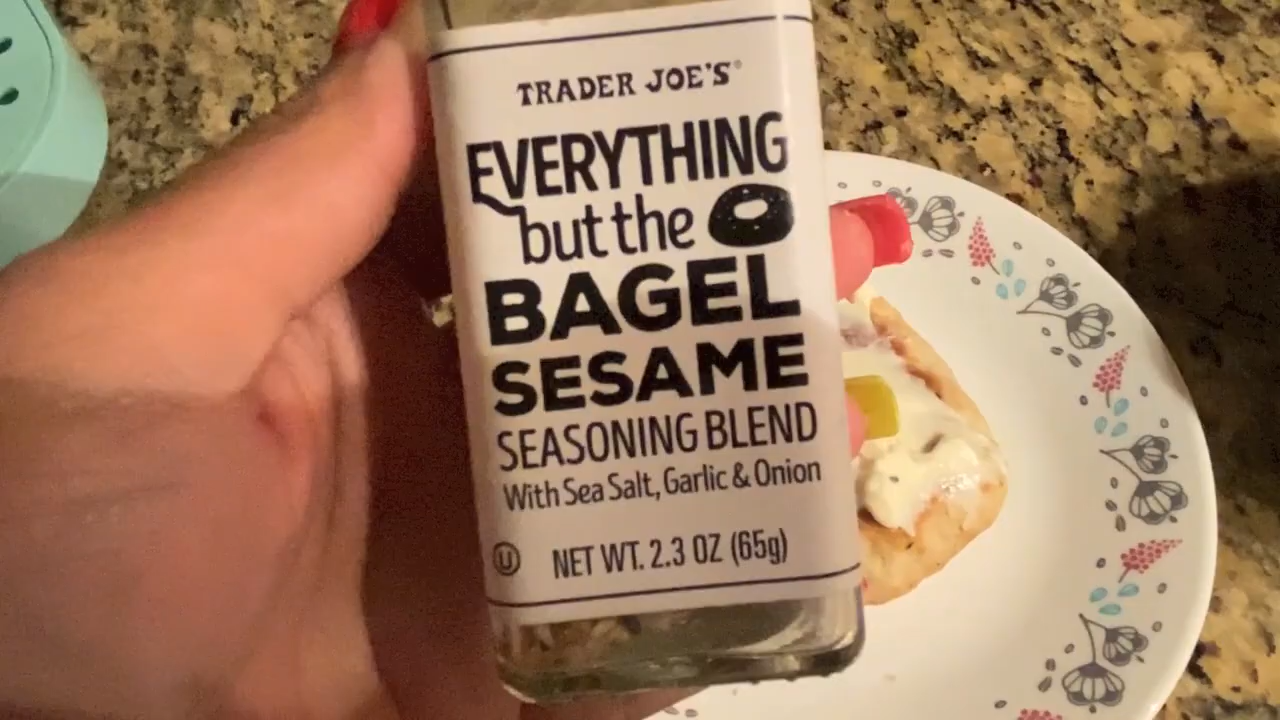 TRADER JOE'S®
EVERYTHING
but the
BAGEL
SESAME
SEASONING BLEND
With Sea Salt, Garlic & Onion
U NET WT. 2.3 OZ (65g)